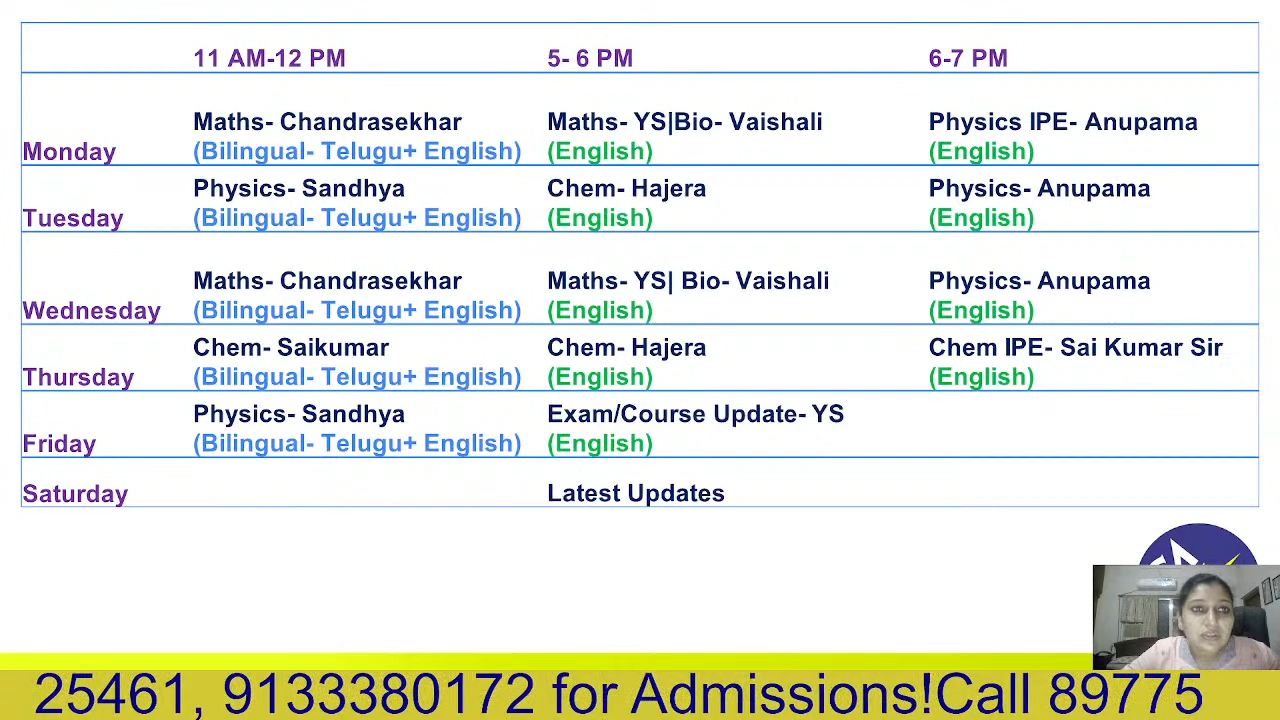 11 AM-12 PM 5- 6 PM 6-7 PM
Maths- Chandrasekhar Maths- YS|Bio- Vaishali Physics IPE- Anupama
Monday (Bilingual- Telugu+ English) (English) (English)
Physics- Sandhya Chem- Hajera Physics- Anupama
Tuesday (Bilingual- Telugu+ English) (English) (English)
Maths- Chandrasekhar Maths- YS| Bio- Vaishali Physics- Anupama
Wednesday (Bilingual- Telugu+ English) (English) (English)
Chem- Saikumar Chem- Hajera Chem IPE- Sai Kumar Sir
Thursday (Bilingual- Telugu+ English) (English) (English)
Physics- Sandhya Exam/Course Update- YS
Friday (Bilingual- Telugu+ English) (English)
Saturday Latest Updates
25461, 9133380172 for Admissions!Call 89775